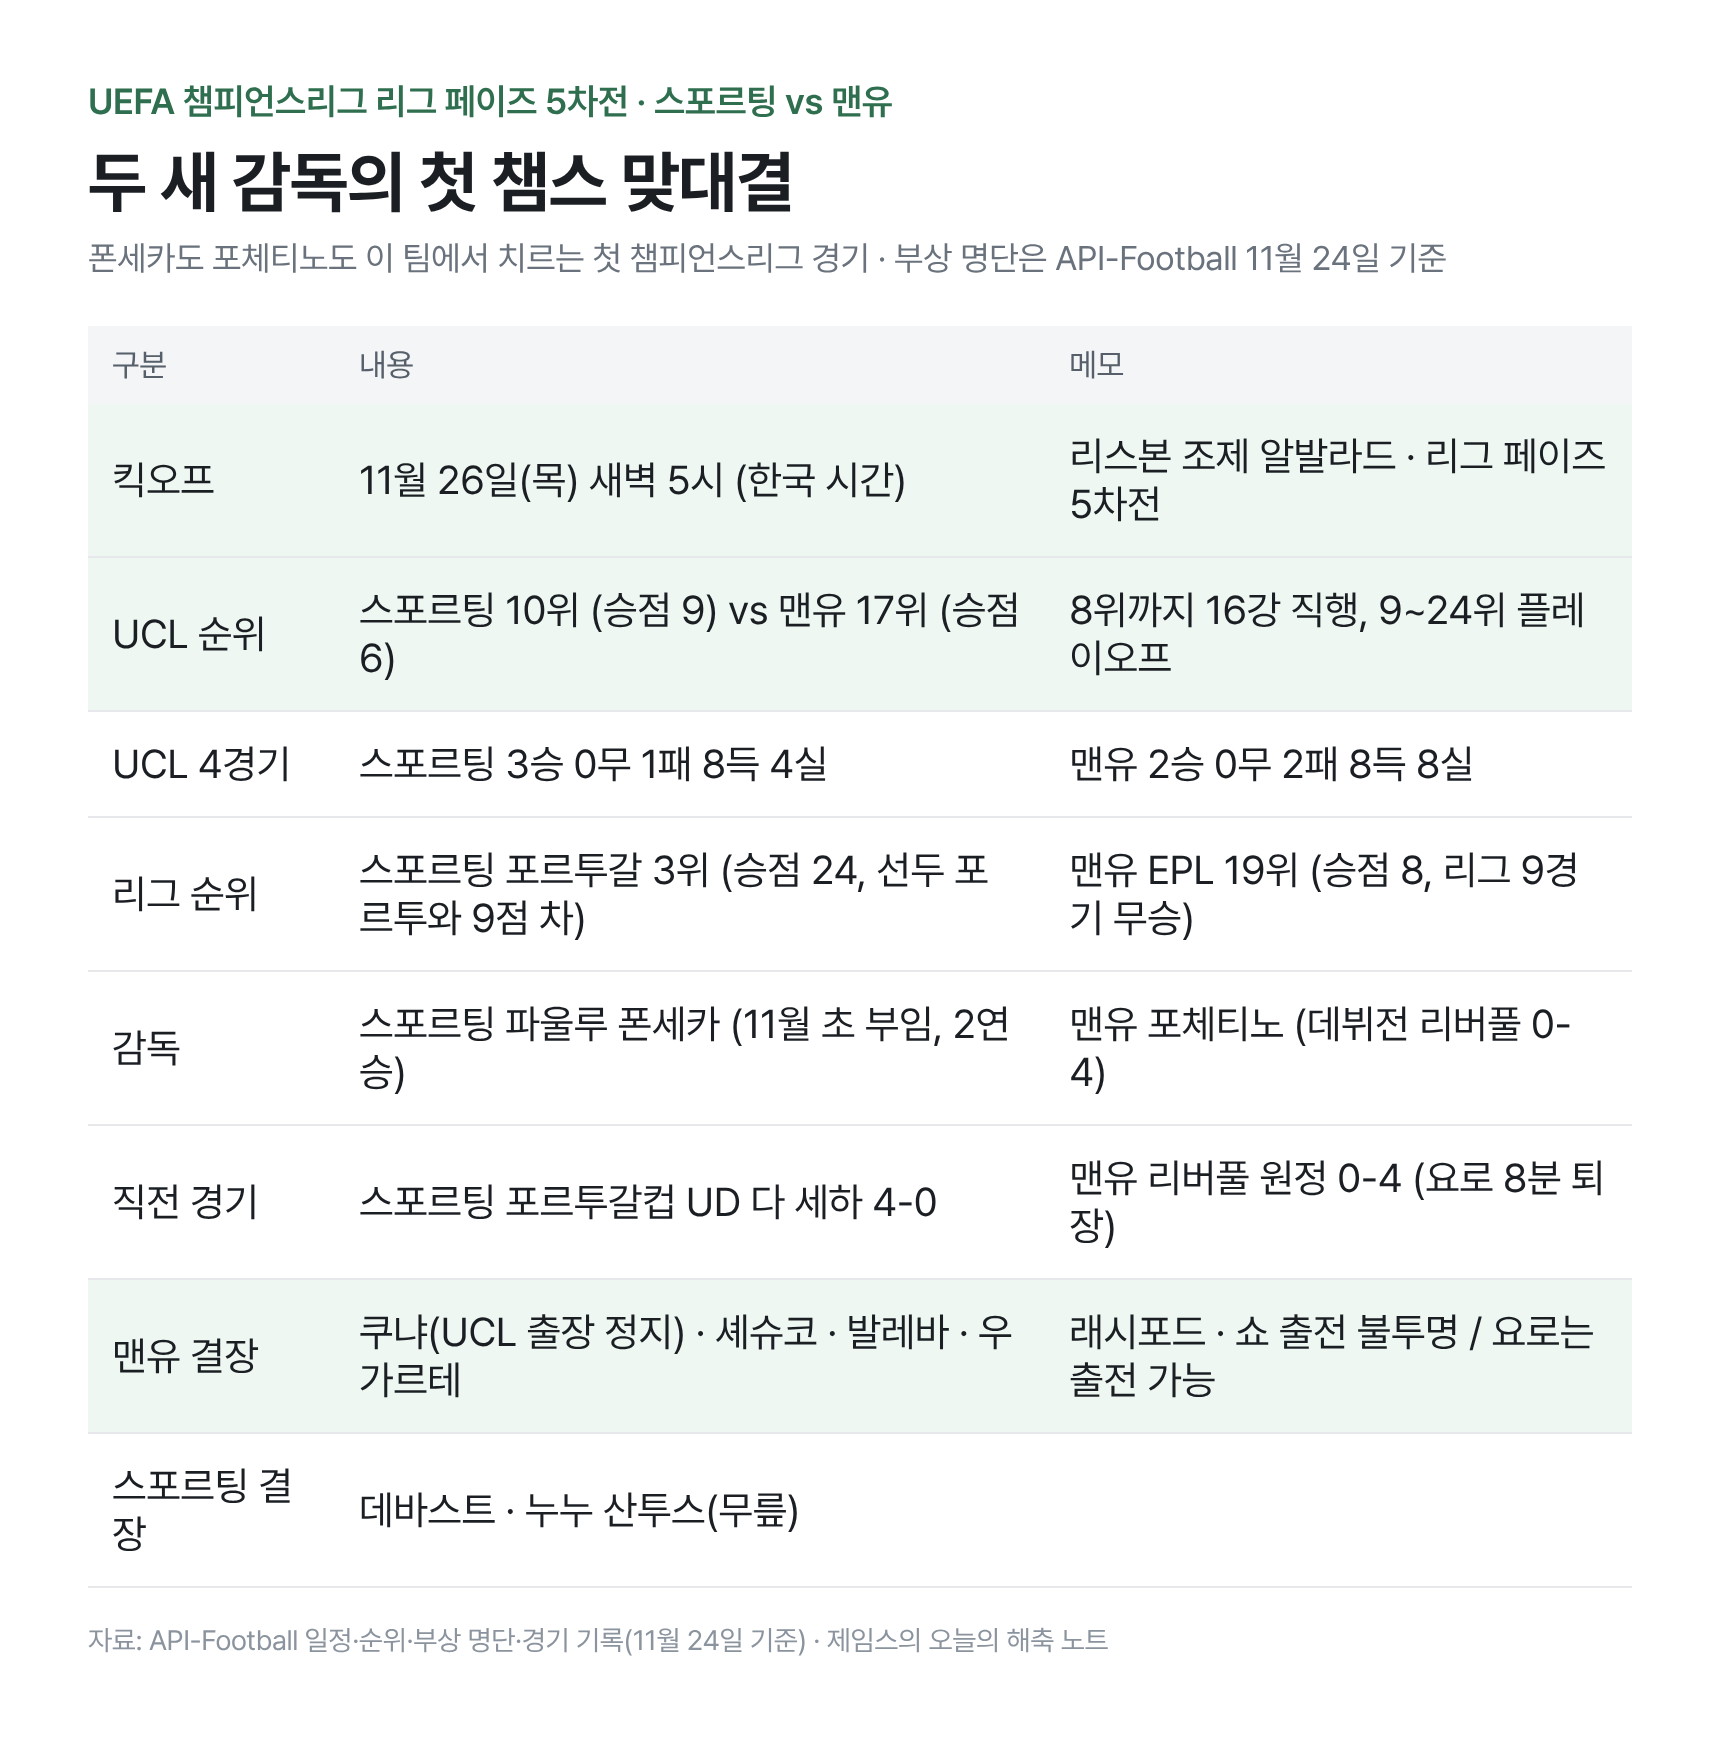 UEFA 챔피언스리그 리그 페이즈 5차전 · 스포르팅 vs 맨유
두 새 감독의 첫 챔스 맞대결
폰세카도 포체티노도 이 팀에서 치르는 첫 챔피언스리그 경기 · 부상 명단은 API-Football 11월 24일 기준
구분 내용 메모
킥오프 11월 26일(목) 새벽 5시 (한국 시간) 리스본 조제 알발라드 · 리그 페이즈
5차전
UCL 순위 스포르팅 10위 (승점 9) vs 맨유 17위 (승점
6)
8위까지 16강 직행, 9~24위 플레
이오프
UCL 4경기 스포르팅 3승 0무 1패 8득 4실 맨유 2승 0무 2패 8득 8실
리그 순위 스포르팅 포르투갈 3위 (승점 24, 선두 포
르투와 9점 차)
맨유 EPL 19위 (승점 8, 리그 9경
기 무승)
감독 스포르팅 파울루 폰세카 (11월 초 부임, 2연
승)
맨유 포체티노 (데뷔전 리버풀 0-
4)
직전 경기 스포르팅 포르투갈컵 UD 다 세하 4-0 맨유 리버풀 원정 0-4 (요로 8분 퇴
장)
맨유 결장 쿠냐(UCL 출장 정지) · 셰슈코 · 발레바 · 우
가르테
래시포드 · 쇼 출전 불투명 / 요로는
출전 가능
스포르팅 결
장
데바스트 · 누누 산투스(무릎)
자료: API-Football 일정·순위·부상 명단·경기 기록(11월 24일 기준) · 제임스의 오늘의 해축 노트